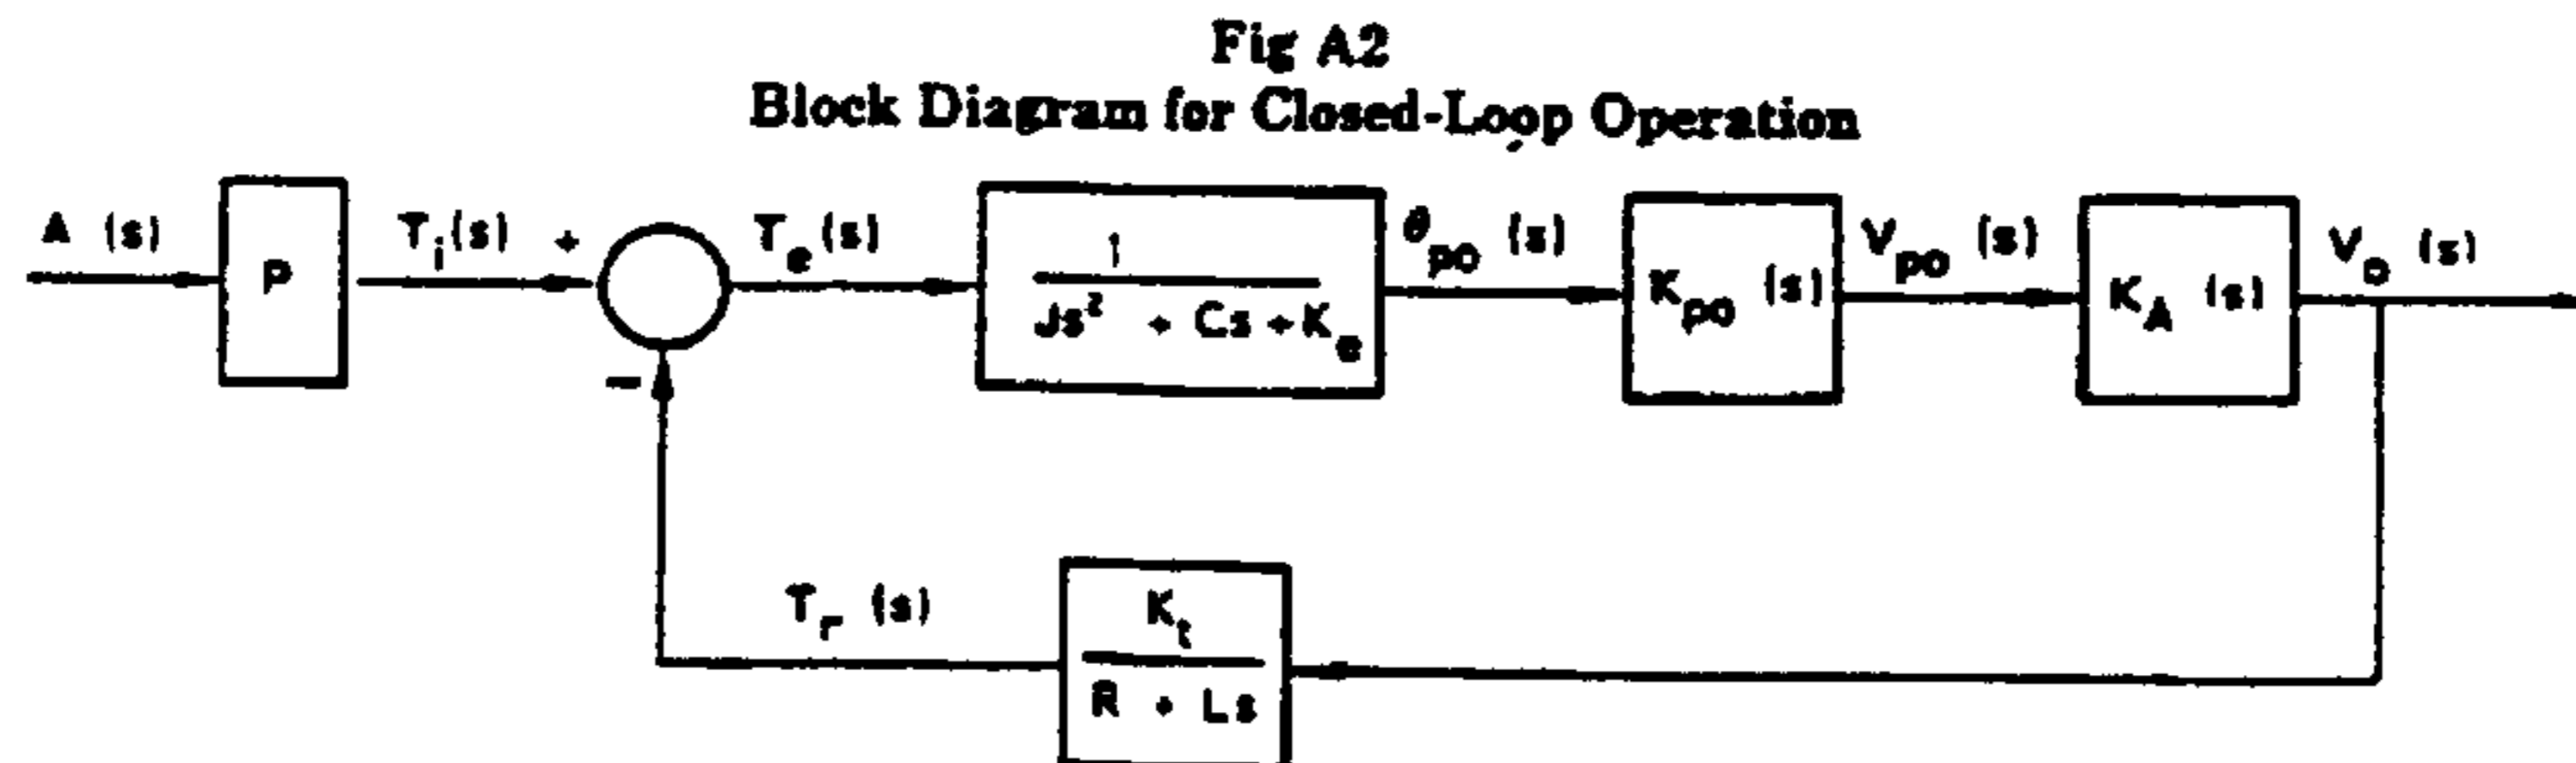 Fig A2
Block Diagram for Closed-Loop Operation
A (s)
P
T_i(s) +
T_e(s)
1
Js² + Cs + K_e
θ_po (s)
K_po (s)
V_po (s)
K_A (s)
V_o (s)
−
T_r (s)
K_t
R + Ls